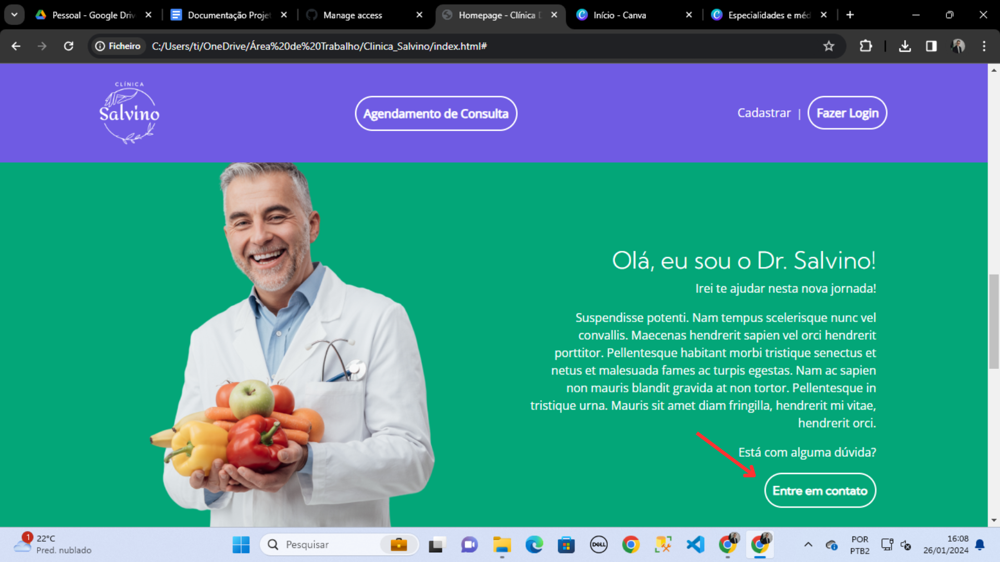 Pessoal - Google Driv
Documentação Projet
Manage access
Homepage - Clínica D
Início - Canva
Especialidades e méd
Ficheiro
C:/Users/ti/OneDrive/Área%20de%20Trabalho/Clinica_Salvino/index.html#
CLÍNICA
Salvino
Agendamento de Consulta
Cadastrar | Fazer Login
Olá, eu sou o Dr. Salvino!
Irei te ajudar nesta nova jornada!
Suspendisse potenti. Nam tempus scelerisque nunc vel
convallis. Maecenas hendrerit sapien vel orci hendrerit
porttitor. Pellentesque habitant morbi tristique senectus et
netus et malesuada fames ac turpis egestas. Nam ac sapien
non mauris blandit gravida at non tortor. Pellentesque in
tristique urna. Mauris sit amet diam fringilla, hendrerit mi vitae,
hendrerit orci.
Está com alguma dúvida?
Entre em contato
1
22°C
Pred. nublado
Pesquisar
DELL
POR
PTB2
16:08
26/01/2024